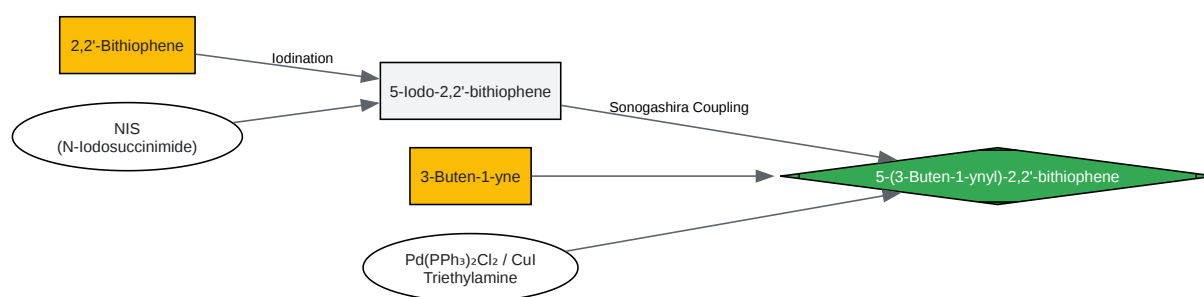 2,2'-Bithiophene
Iodination
NIS
(N-Iodosuccinimide)
5-Iodo-2,2'-bithiophene
Sonogashira Coupling
3-Buten-1-yne
5-(3-Buten-1-ynyl)-2,2'-bithiophene
Pd(PPh₃)₂Cl₂ / CuI
Triethylamine